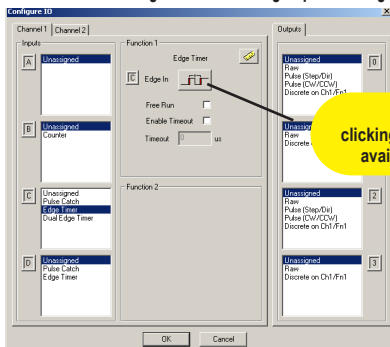 Configure IO
Channel 1
Channel 2
Inputs
A
Unassigned
B
Unassigned
Counter
C
Unassigned
Pulse Catch
Edge Timer
Dual Edge Timer
D
Unassigned
Pulse Catch
Edge Timer
Function 1
Edge Timer
C Edge In
Free Run
Enable Timeout
Timeout 0 us
Function 2
Outputs
Unassigned
Raw
Pulse (Step/Dir)
Pulse (CW/CCW)
Discrete on Ch1/Fn1
0
Raw
Discrete
clicking
Unassigned
Raw
Pulse (Step/Dir)
Pulse (CW/CCW)
Discrete on Ch1/Fn1
2
Unassigned
Raw
Discrete on Ch1/Fn1
3
OK
Cancel